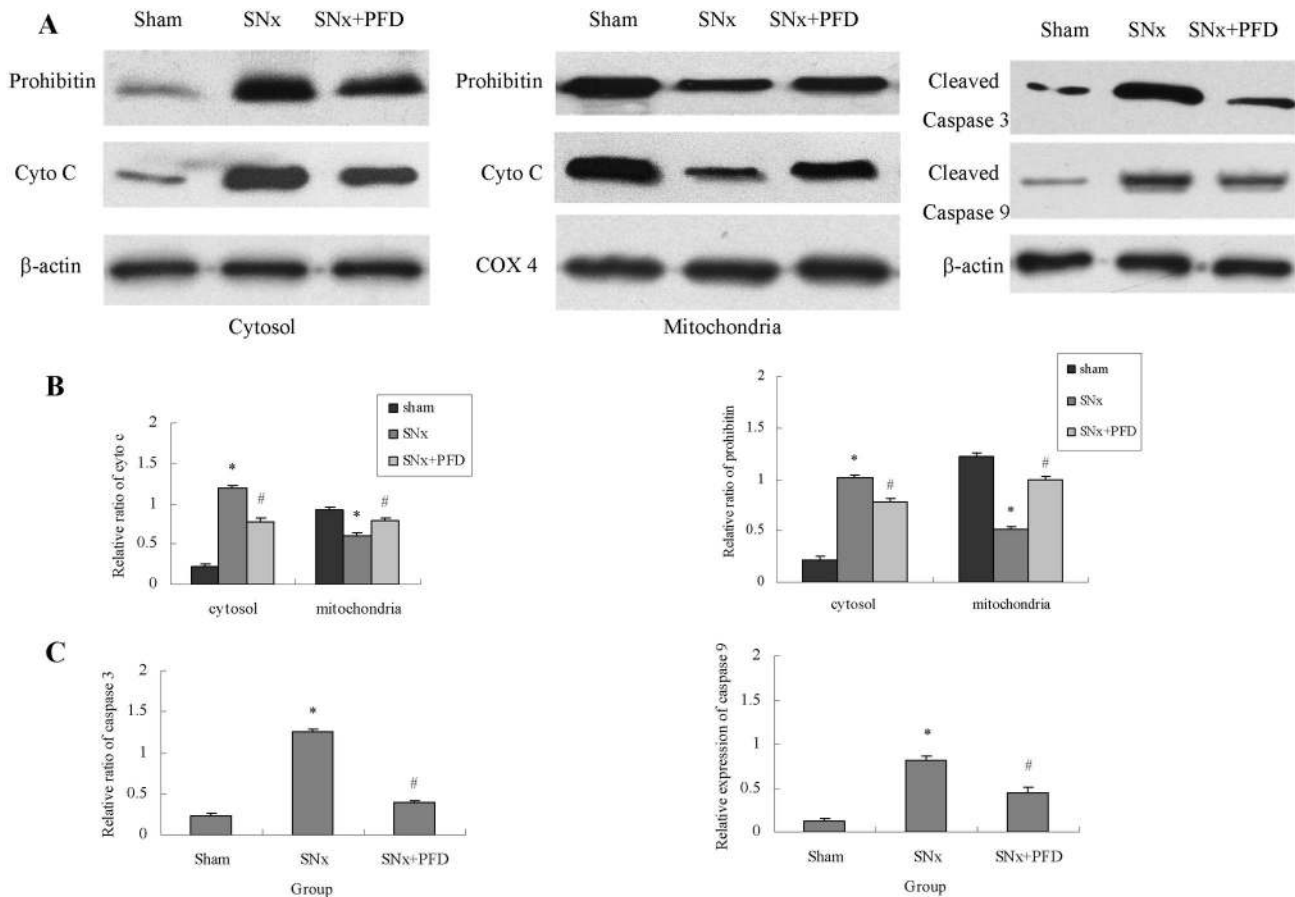 A
Sham SNx SNx+PFD
Prohibitin
Cyto C
β-actin
Cytosol
Sham SNx SNx+PFD
Prohibitin
Cyto C
COX 4
Mitochondria
Sham SNx SNx+PFD
Cleaved
Caspase 3
Cleaved
Caspase 9
β-actin
B
Relative ratio of cyto c
2
1.5
1
0.5
0
* # * #
cytosol mitochondria
sham
SNx
SNx+PFD
Relative ratio of prohibitin
2
1.5
1
0.5
0
* # * #
cytosol mitochondria
sham
SNx
SNx+PFD
C
Relative ratio of caspase 3
2
1.5
1
0.5
0
* #
Sham SNx SNx+PFD
Group
Relative expression of caspase 9
2
1.5
1
0.5
0
* #
Sham SNx SNx+PFD
Group